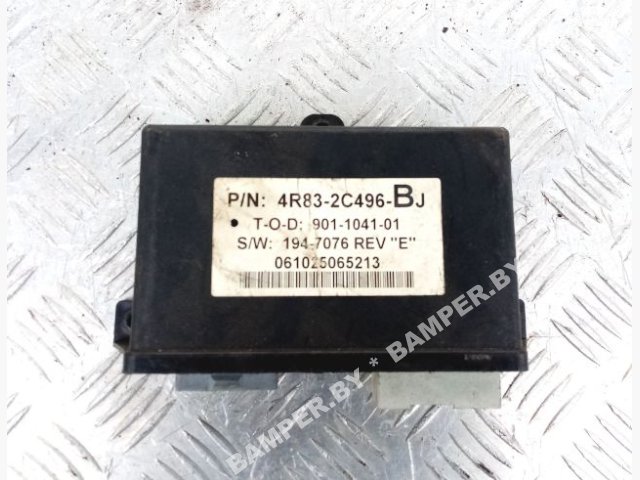 P/N: 4R83-2C496-BJ
T-O-D: 901-1041-01
S/W: 194-7076 REV "E"
061025065213
BAMPER.BY * BAMPER.BY